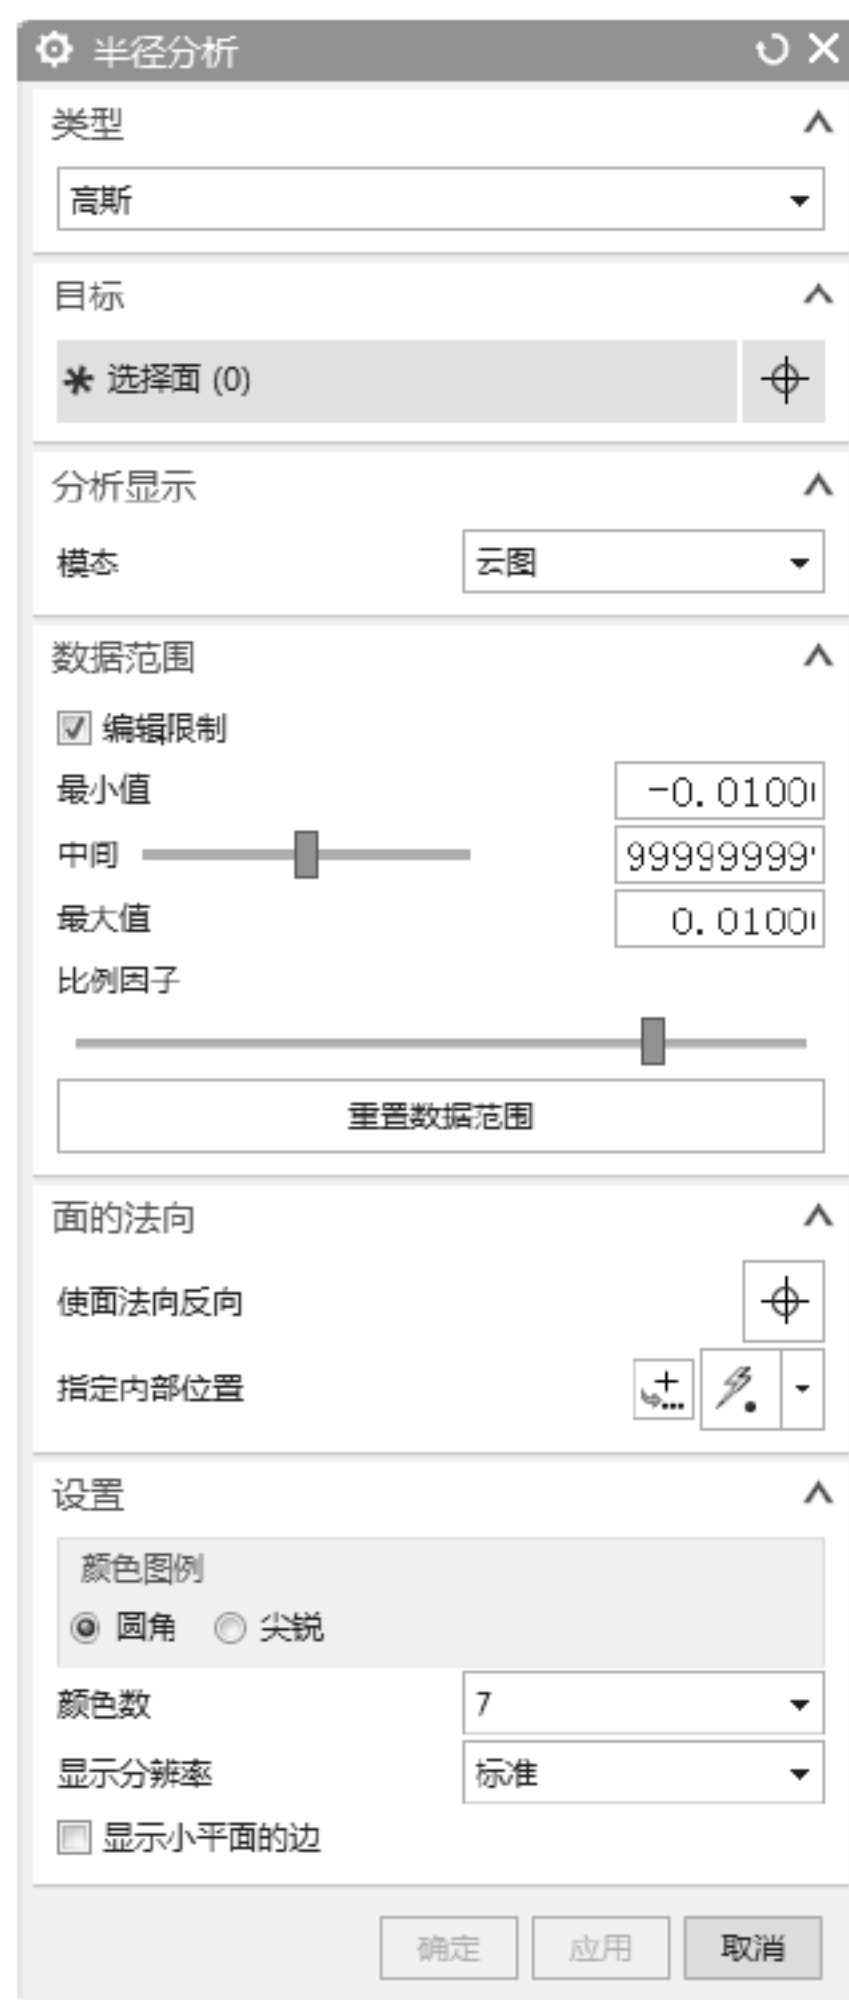 半径分析
类型
高斯
目标
* 选择面 (0)
分析显示
模态 云图
数据范围
编辑限制
最小值 -0.0100
中间 99999999
最大值 0.0100
比例因子
重置数据范围
面的法向
使面法向反向
指定内部位置
设置
颜色图例
圆角 尖锐
颜色数 7
显示分辨率 标准
显示小平面的边
确定 应用 取消